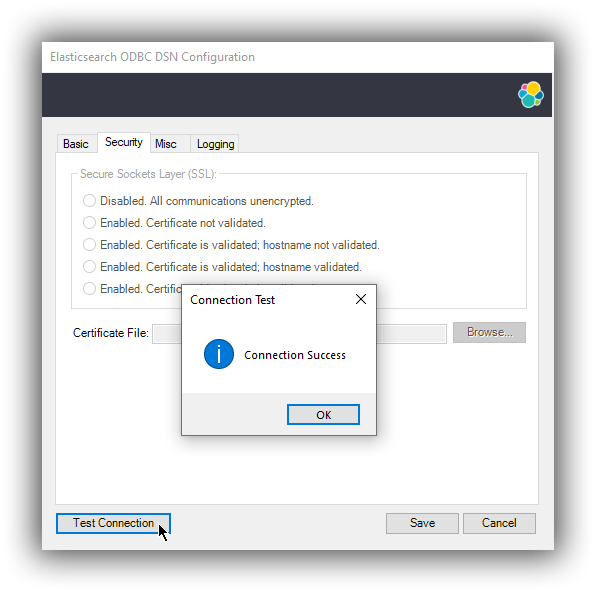 Elasticsearch ODBC DSN Configuration
Basic Security Misc Logging
Secure Sockets Layer (SSL):
Disabled. All communications unencrypted.
Enabled. Certificate not validated.
Enabled. Certificate is validated; hostname not validated.
Enabled. Certificate is validated; hostname validated.
Enabled.
Connection Test
Certificate File:
Browse...
Connection Success
OK
Test Connection
Save
Cancel